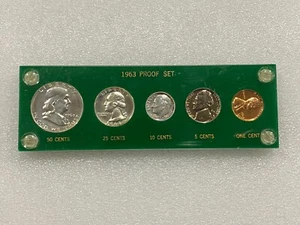 1963 PROOF SET
50 CENTS
25 CENTS
10 CENTS
5 CENTS
ONE CENT